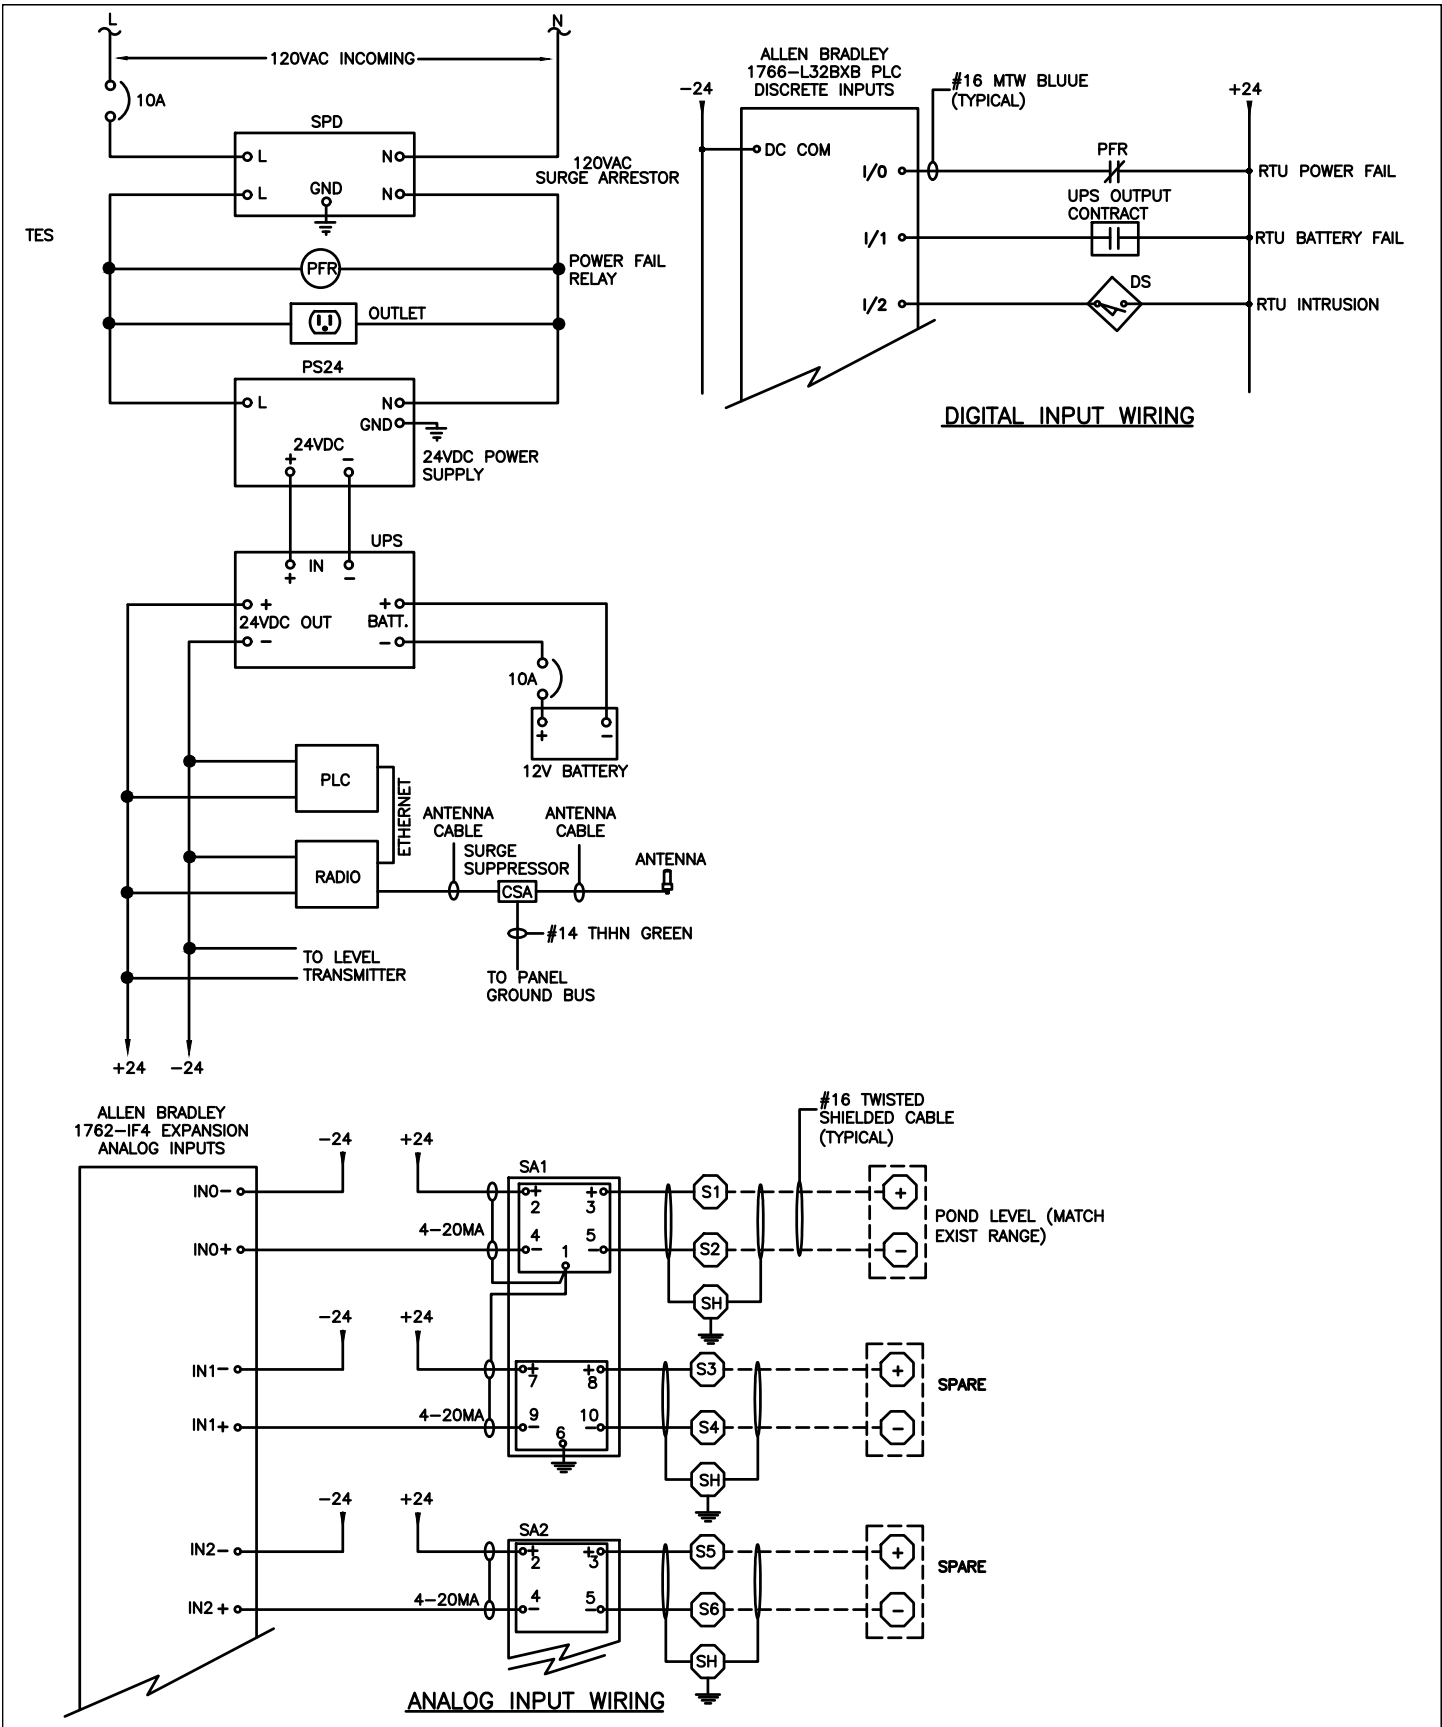 L
N
120VAC INCOMING
10A
SPD
L
N
L
GND
N
120VAC
SURGE ARRESTOR
TES
PFR
POWER FAIL
RELAY
OUTLET
PS24
L
N
GND
24VDC
+ −
24VDC POWER
SUPPLY
UPS
IN
+ −
+
24VDC OUT
−
+
BATT.
−
10A
+ −
12V BATTERY
PLC
ETHERNET
RADIO
ANTENNA
CABLE
SURGE
SUPPRESSOR
CSA
ANTENNA
CABLE
ANTENNA
#14 THHN GREEN
TO PANEL
GROUND BUS
TO LEVEL
TRANSMITTER
+24
−24
ALLEN BRADLEY
1766−L32BXB PLC
DISCRETE INPUTS
−24
#16 MTW BLUUE
(TYPICAL)
+24
DC COM
I/0
PFR
RTU POWER FAIL
UPS OUTPUT
CONTRACT
I/1
RTU BATTERY FAIL
DS
I/2
RTU INTRUSION
DIGITAL INPUT WIRING
ALLEN BRADLEY
1762−IF4 EXPANSION
ANALOG INPUTS
−24
+24
SA1
#16 TWISTED
SHIELDED CABLE
(TYPICAL)
IN0−
+
2
+
3
S1
+
4−20MA
POND LEVEL (MATCH
EXIST RANGE)
IN0+
4
−
1
5
−
S2
−
SH
−24
+24
IN1−
+
7
+
8
S3
+
SPARE
4−20MA
IN1+
9
−
6
10
−
S4
−
SH
−24
+24
SA2
IN2−
+
2
+
3
S5
+
SPARE
4−20MA
IN2+
4
−
5
−
S6
−
SH
ANALOG INPUT WIRING